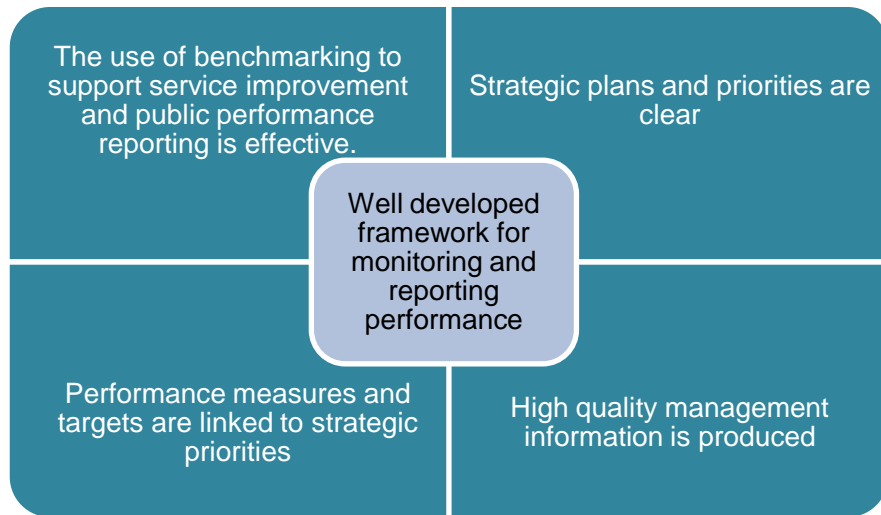 The use of benchmarking to
support service improvement
and public performance
reporting is effective.
Strategic plans and priorities are
clear
Well developed
framework for
monitoring and
reporting
performance
Performance measures and
targets are linked to strategic
priorities
High quality management
information is produced